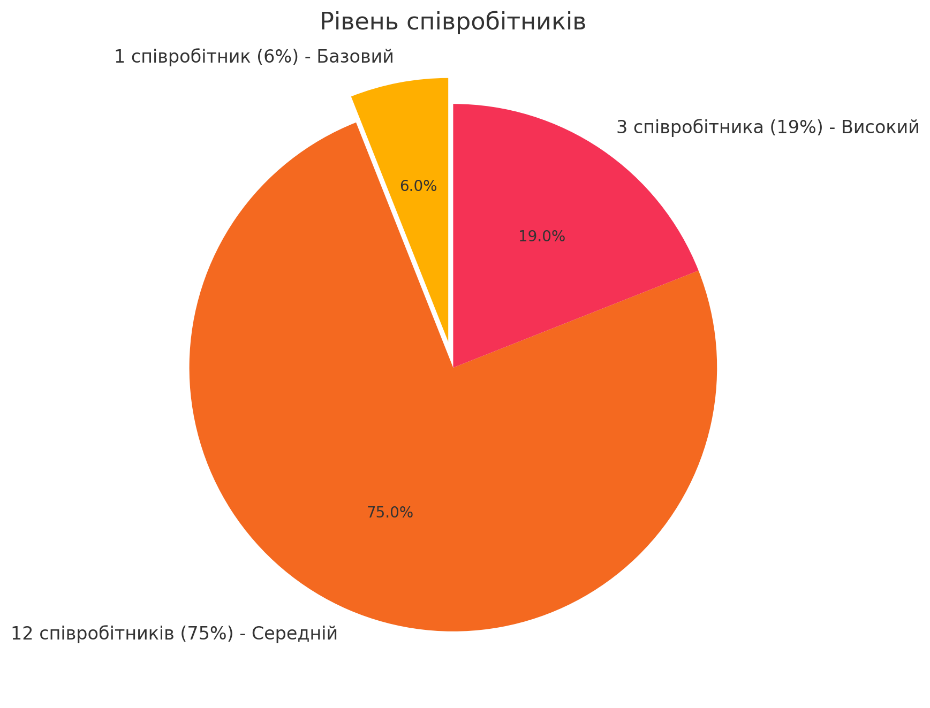 Рівень співробітників
1 співробітник (6%) - Базовий
3 співробітника (19%) - Високий
6.0%
19.0%
75.0%
12 співробітників (75%) - Середній